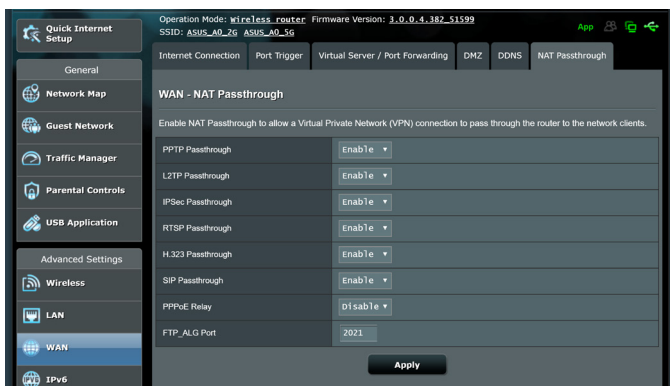 Quick Internet
Setup
Operation Mode: Wireless router Firmware Version: 3.0.0.4.382_51599
SSID: ASUS_A0_2G ASUS_A0_5G
App
General
Network Map
Guest Network
Traffic Manager
Parental Controls
USB Application
Advanced Settings
Wireless
LAN
WAN
IPv6
Internet Connection Port Trigger Virtual Server / Port Forwarding DMZ DDNS NAT Passthrough
WAN - NAT Passthrough
Enable NAT Passthrough to allow a Virtual Private Network (VPN) connection to pass through the router to the network clients.
PPTP Passthrough Enable
L2TP Passthrough Enable
IPSec Passthrough Enable
RTSP Passthrough Enable
H.323 Passthrough Enable
SIP Passthrough Enable
PPPoE Relay Disable
FTP_ALG Port 2021
Apply